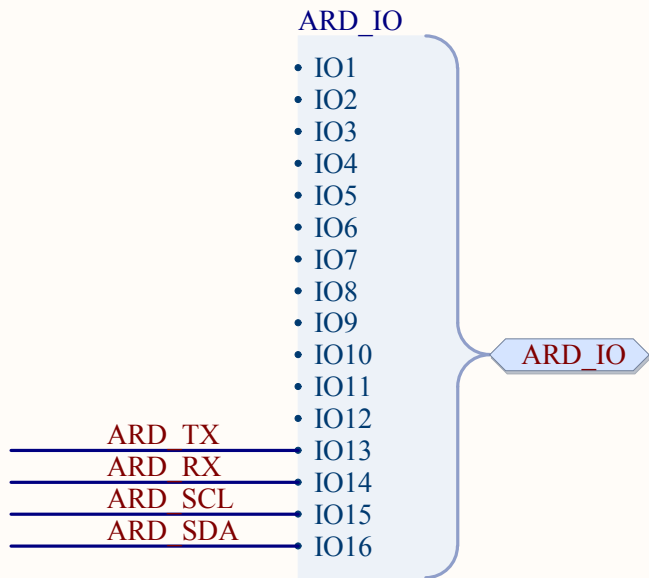 ARD_IO
IO1
IO2
IO3
IO4
IO5
IO6
IO7
IO8
IO9
IO10
ARD_IO
IO11
IO12
ARD_TX
IO13
ARD_RX
IO14
ARD_SCL
IO15
ARD_SDA
IO16